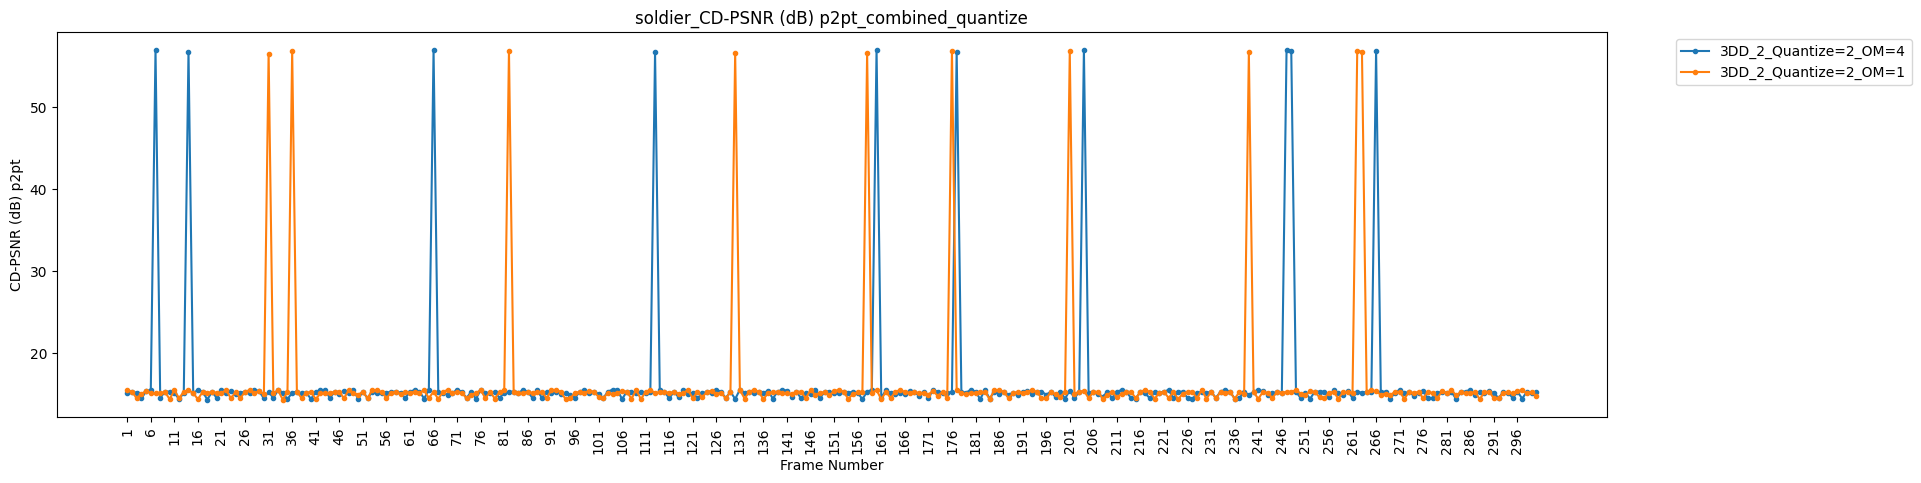 soldier_CD-PSNR (dB) p2pt_combined_quantize
3DD_2_Quantize=2_OM=4
3DD_2_Quantize=2_OM=1
CD-PSNR (dB) p2pt
50
40
30
20
1 6 11 16 21 26 31 36 41 46 51 56 61 66 71 76 81 86 91 96 101 106 111 116 121 126 131 136 141 146 151 156 161 166 171 176 181 186 191 196 201 206 211 216 221 226 231 236 241 246 251 256 261 266 271 276 281 286 291 296
Frame Number